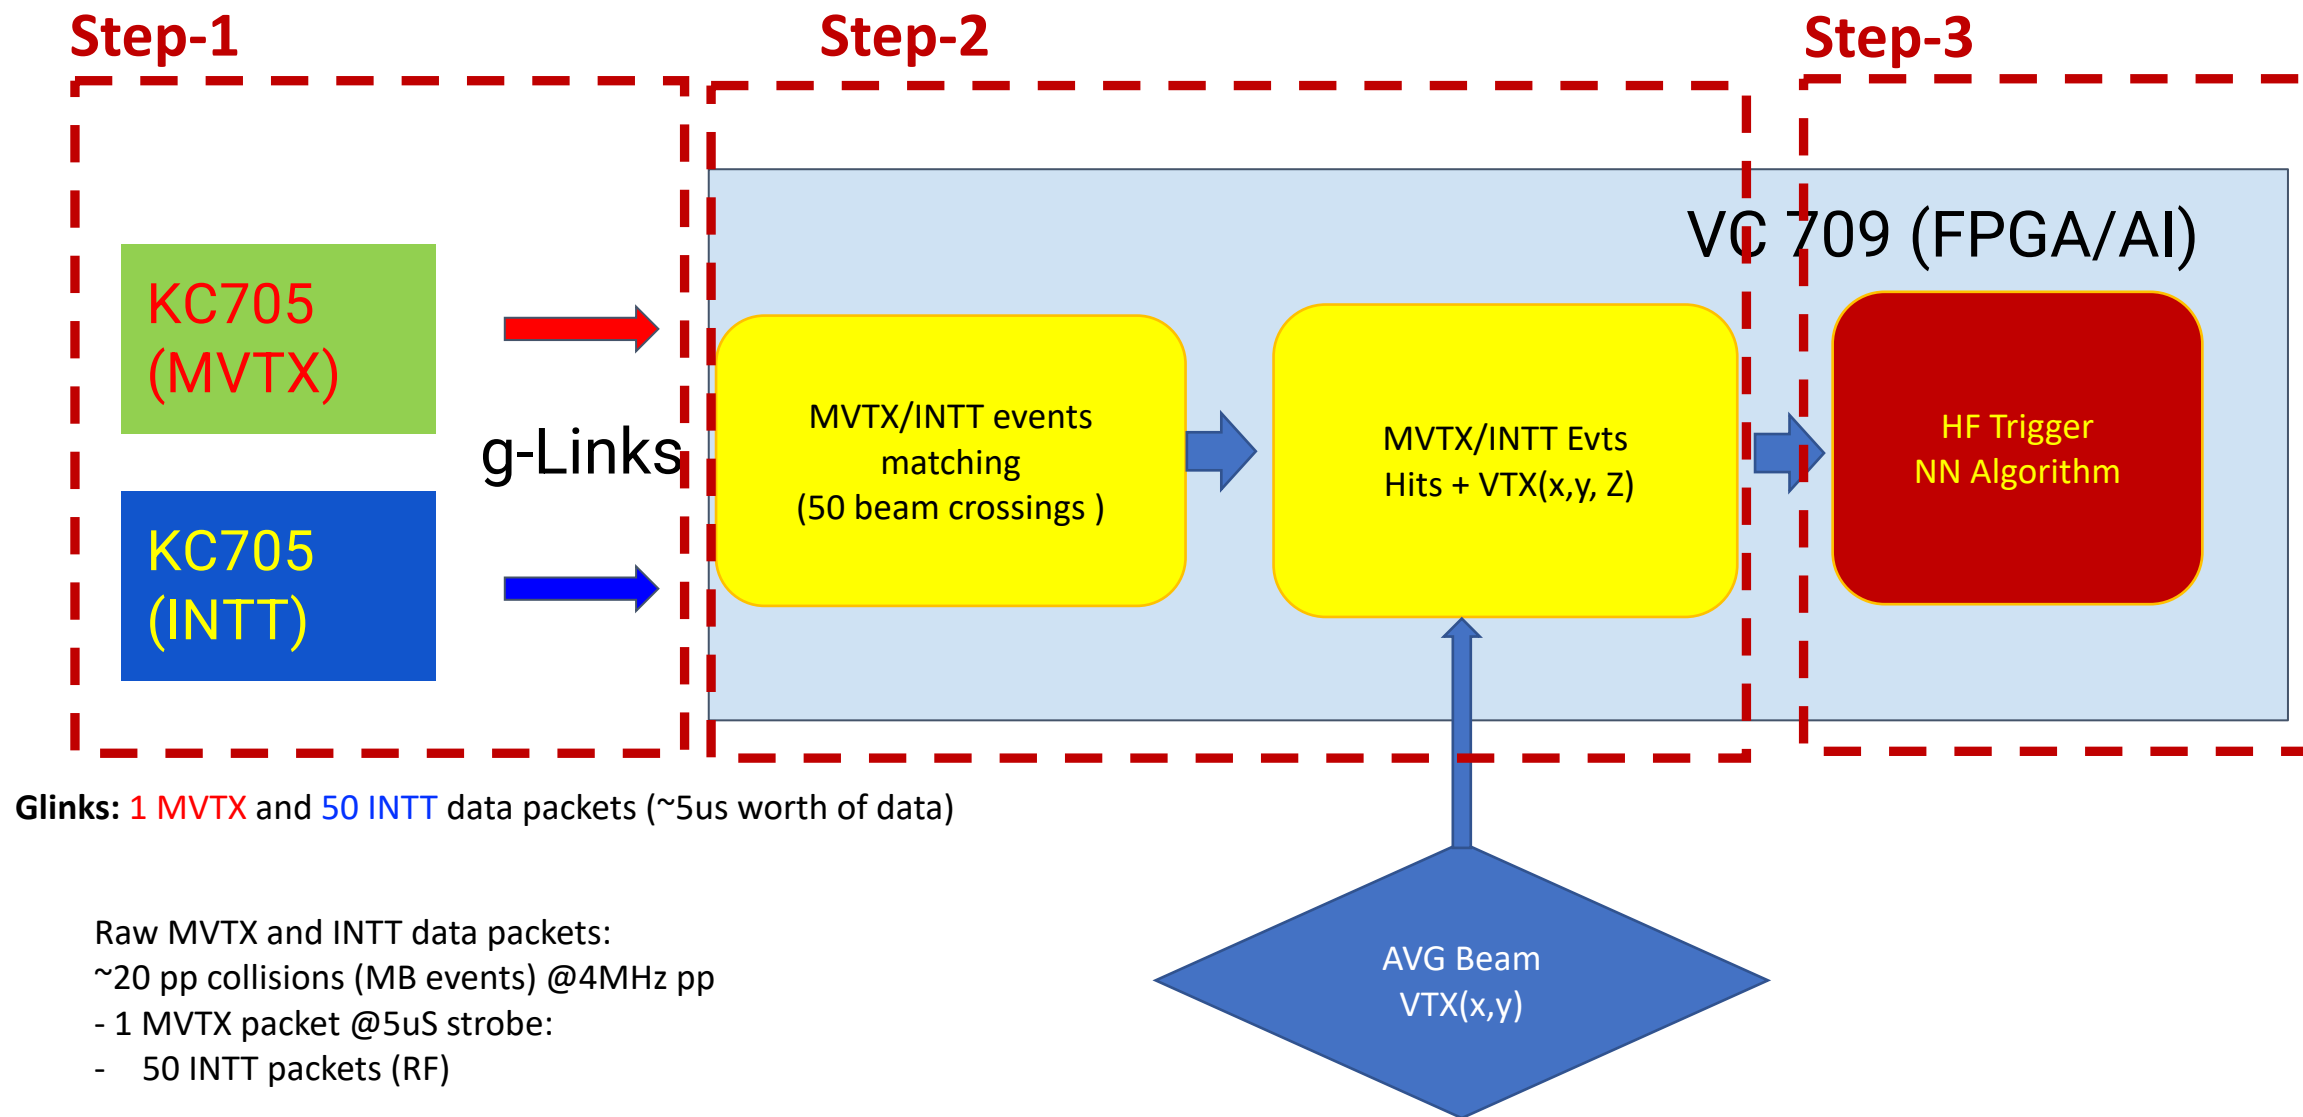 Step-1
Step-2
Step-3
VC 709 (FPGA/AI)
KC705
(MVTX)
g-Links
KC705
(INTT)
MVTX/INTT events
matching
(50 beam crossings )
MVTX/INTT Evts
Hits + VTX(x,y, Z)
HF Trigger
NN Algorithm
Glinks: 1 MVTX and 50 INTT data packets (~5us worth of data)
Raw MVTX and INTT data packets:
~20 pp collisions (MB events) @4MHz pp
- 1 MVTX packet @5uS strobe:
- 50 INTT packets (RF)
AVG Beam
VTX(x,y)